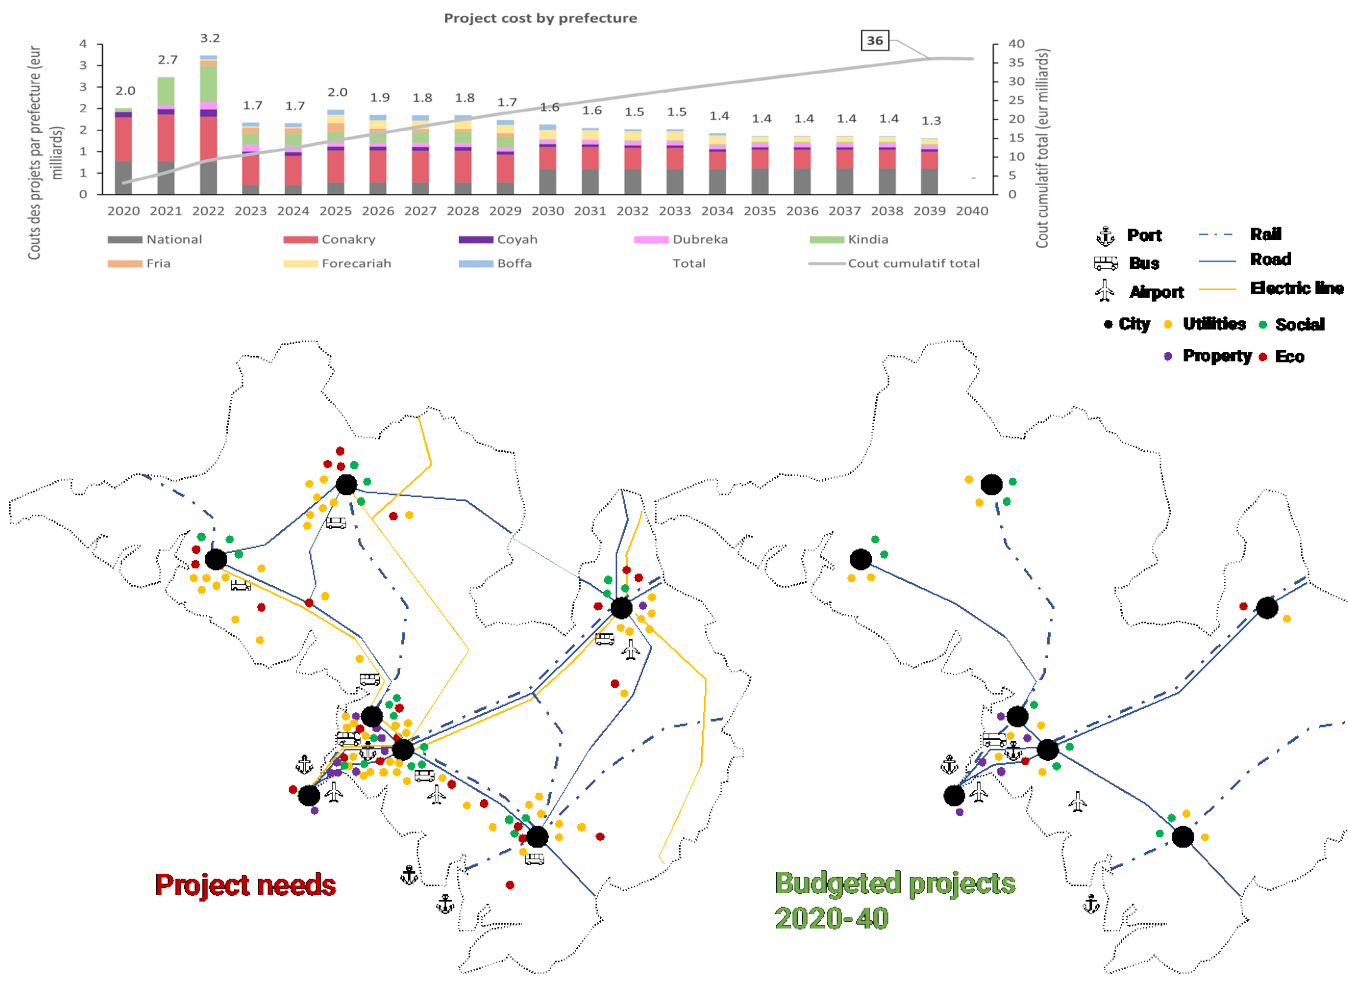 Project cost by prefecture
Couts des projets par prefecture (eur
milliards)
4
3
3
2
2
1
1
0
2.0
2.7
3.2
1.7
1.7
2.0
1.9
1.8
1.8
1.7
1.6
1.6
1.5
1.5
1.4
1.4
1.4
1.4
1.4
1.3
-
36
40
35
30
25
20
15
10
5
0
Cout cumulatif total (eur milliards)
2020 2021 2022 2023 2024 2025 2026 2027 2028 2029 2030 2031 2032 2033 2034 2035 2036 2037 2038 2039 2040
National Conakry Coyah Dubreka Kindia
Fria Forecariah Boffa Total Cout cumulatif total
Port Rail
Bus Road
Airport Electric line
City Utilities Social
Property Eco
Project needs
Budgeted projects
2020-40